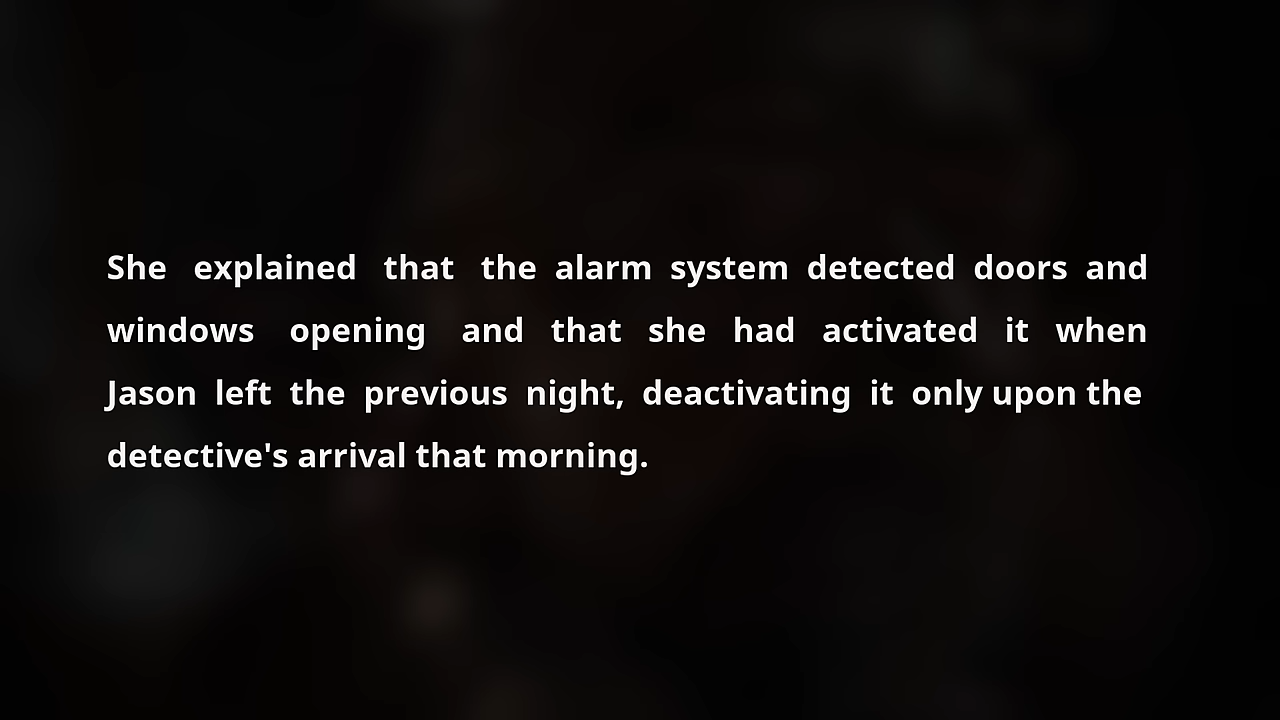 She explained that the alarm system detected doors and
windows opening and that she had activated it when
Jason left the previous night, deactivating it only upon the
detective's arrival that morning.